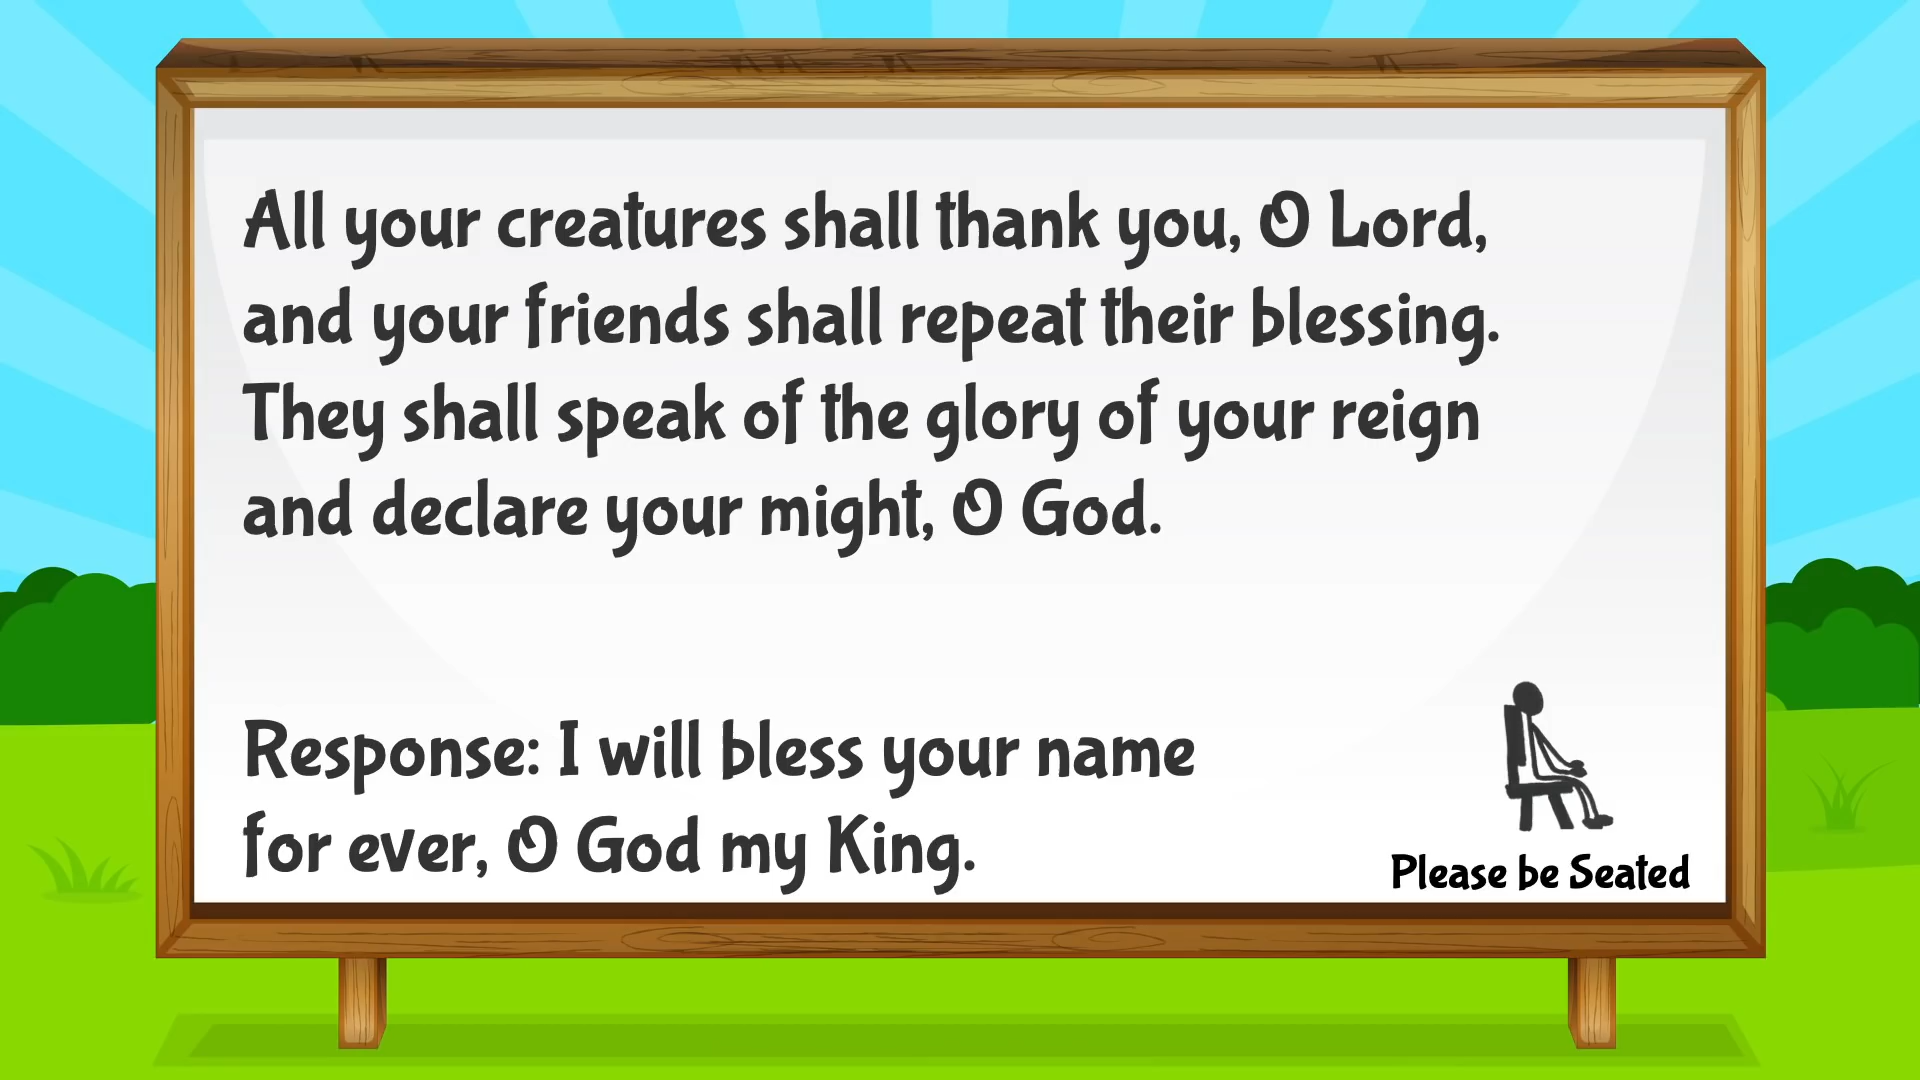 All your creatures shall thank you, O Lord,
and your friends shall repeat their blessing.
They shall speak of the glory of your reign
and declare your might, O God.
Response: I will bless your name
for ever, O God my King.
Please be Seated